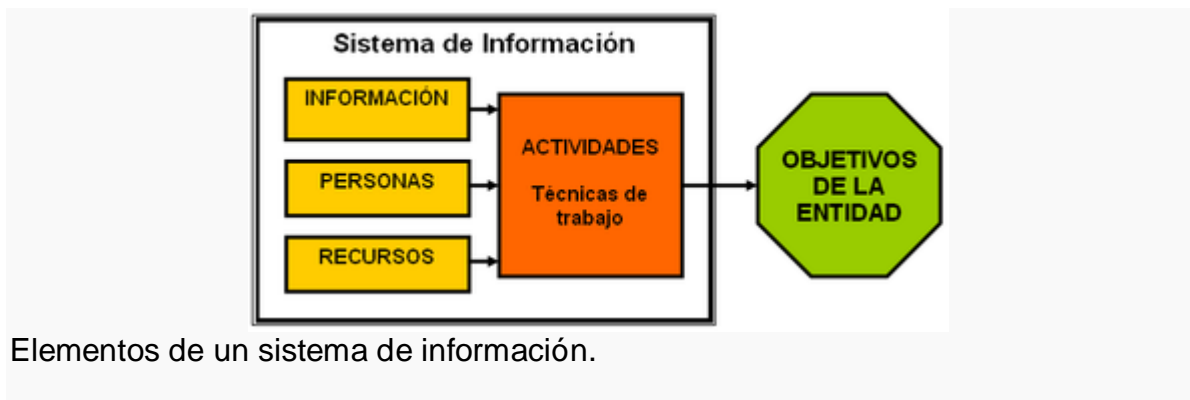 Sistema de Información
INFORMACIÓN
PERSONAS
RECURSOS
ACTIVIDADES
Técnicas de
trabajo
OBJETIVOS
DE LA
ENTIDAD
Elementos de un sistema de información.